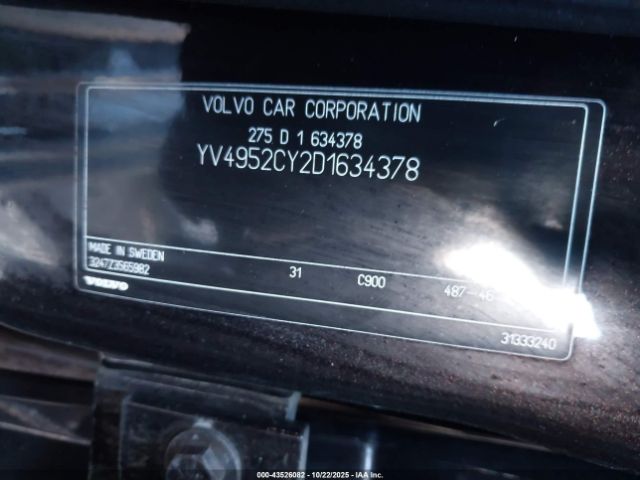 VOLVO CAR CORPORATION
275 D 1 634378
YV4952CY2D1634378
MADE IN SWEDEN
3247Z3565982 31 C900 487-46
VOLVO
31333240
000-43526082 - 10/22/2025 - IAA Inc.